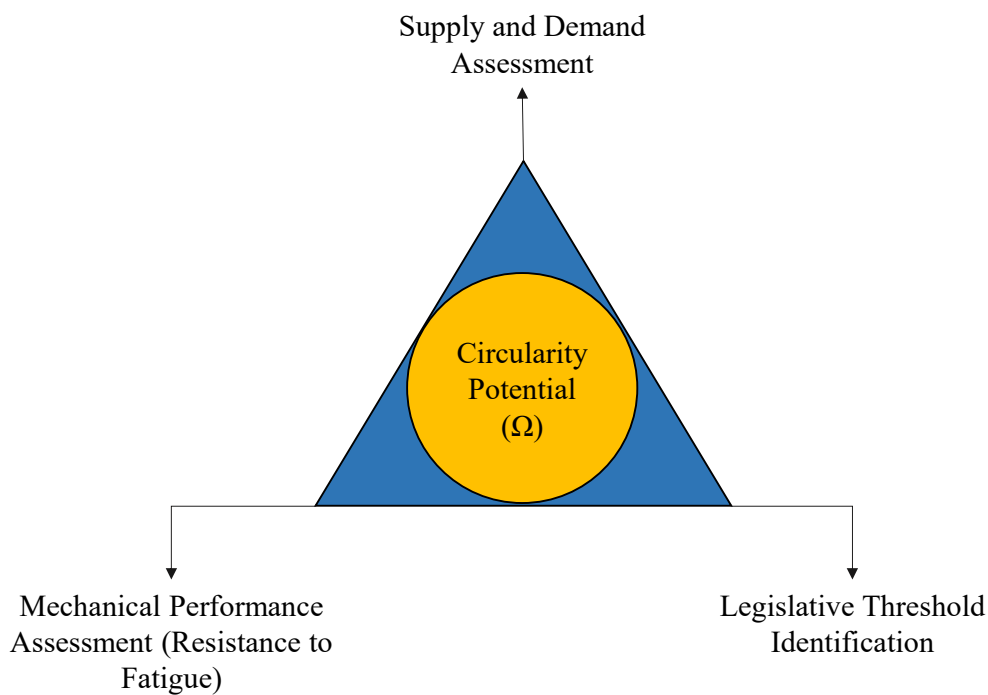 Supply and Demand
Assessment
Circularity
Potential
(Ω)
Mechanical Performance
Assessment (Resistance to
Fatigue)
Legislative Threshold
Identification